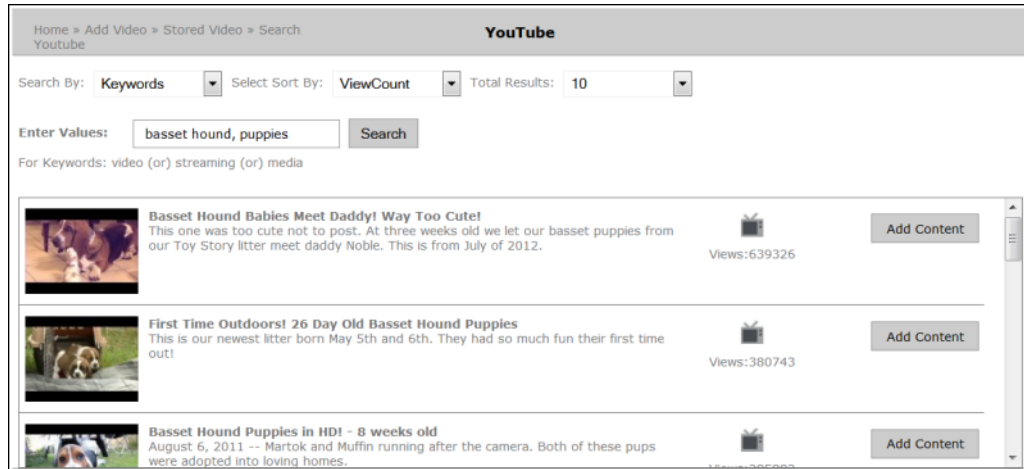 Home » Add Video » Stored Video » Search
Youtube
YouTube
Search By: Keywords Select Sort By: ViewCount Total Results: 10
Enter Values: basset hound, puppies Search
For Keywords: video (or) streaming (or) media
Basset Hound Babies Meet Daddy! Way Too Cute!
This one was too cute not to post. At three weeks old we let our basset puppies from
our Toy Story litter meet daddy Noble. This is from July of 2012.
Views:639326
Add Content
First Time Outdoors! 26 Day Old Basset Hound Puppies
This is our newest litter born May 5th and 6th. They had so much fun their first time
out!
Views:380743
Add Content
Basset Hound Puppies in HD! - 8 weeks old
August 6, 2011 -- Martok and Muffin running after the camera. Both of these pups
were adopted into loving homes.
Add Content